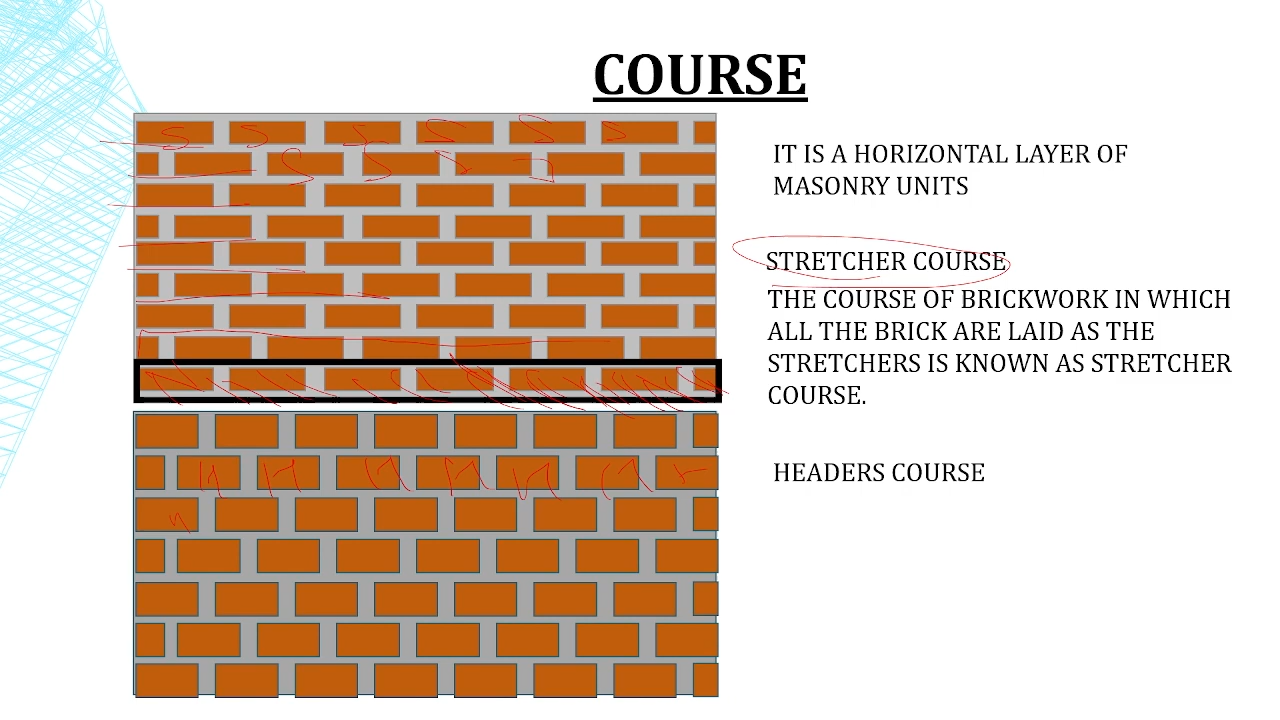 COURSE
IT IS A HORIZONTAL LAYER OF
MASONRY UNITS
STRETCHER COURSE
THE COURSE OF BRICKWORK IN WHICH
ALL THE BRICK ARE LAID AS THE
STRETCHERS IS KNOWN AS STRETCHER
COURSE.
HEADERS COURSE